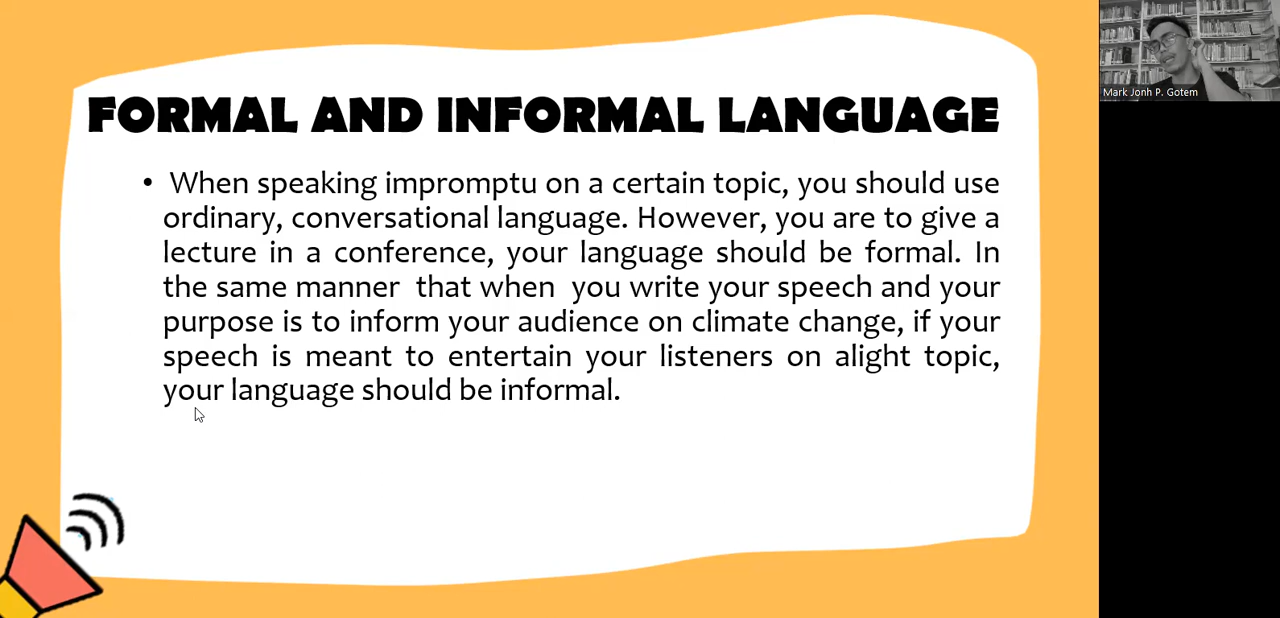 FORMAL AND INFORMAL LANGUAGE
• When speaking impromptu on a certain topic, you should use
ordinary, conversational language. However, you are to give a
lecture in a conference, your language should be formal. In
the same manner that when you write your speech and your
purpose is to inform your audience on climate change, if your
speech is meant to entertain your listeners on alight topic,
your language should be informal.
Mark Jonh P. Gotem